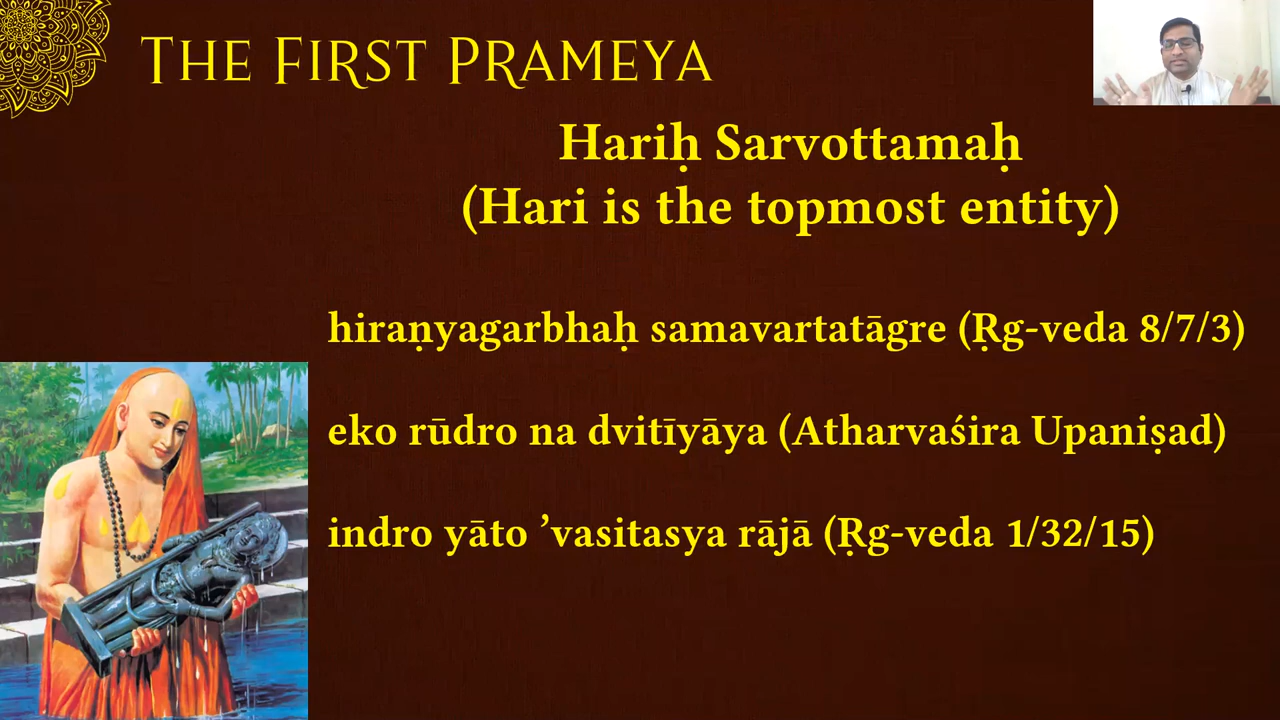 The First Prameya
Hariḥ Sarvottamaḥ
(Hari is the topmost entity)
hiraṇyagarbhaḥ samavartatāgre (Ṛg-veda 8/7/3)
eko rūdro na dvitīyāya (Atharvaśira Upaniṣad)
indro yāto ’vasitasya rājā (Ṛg-veda 1/32/15)